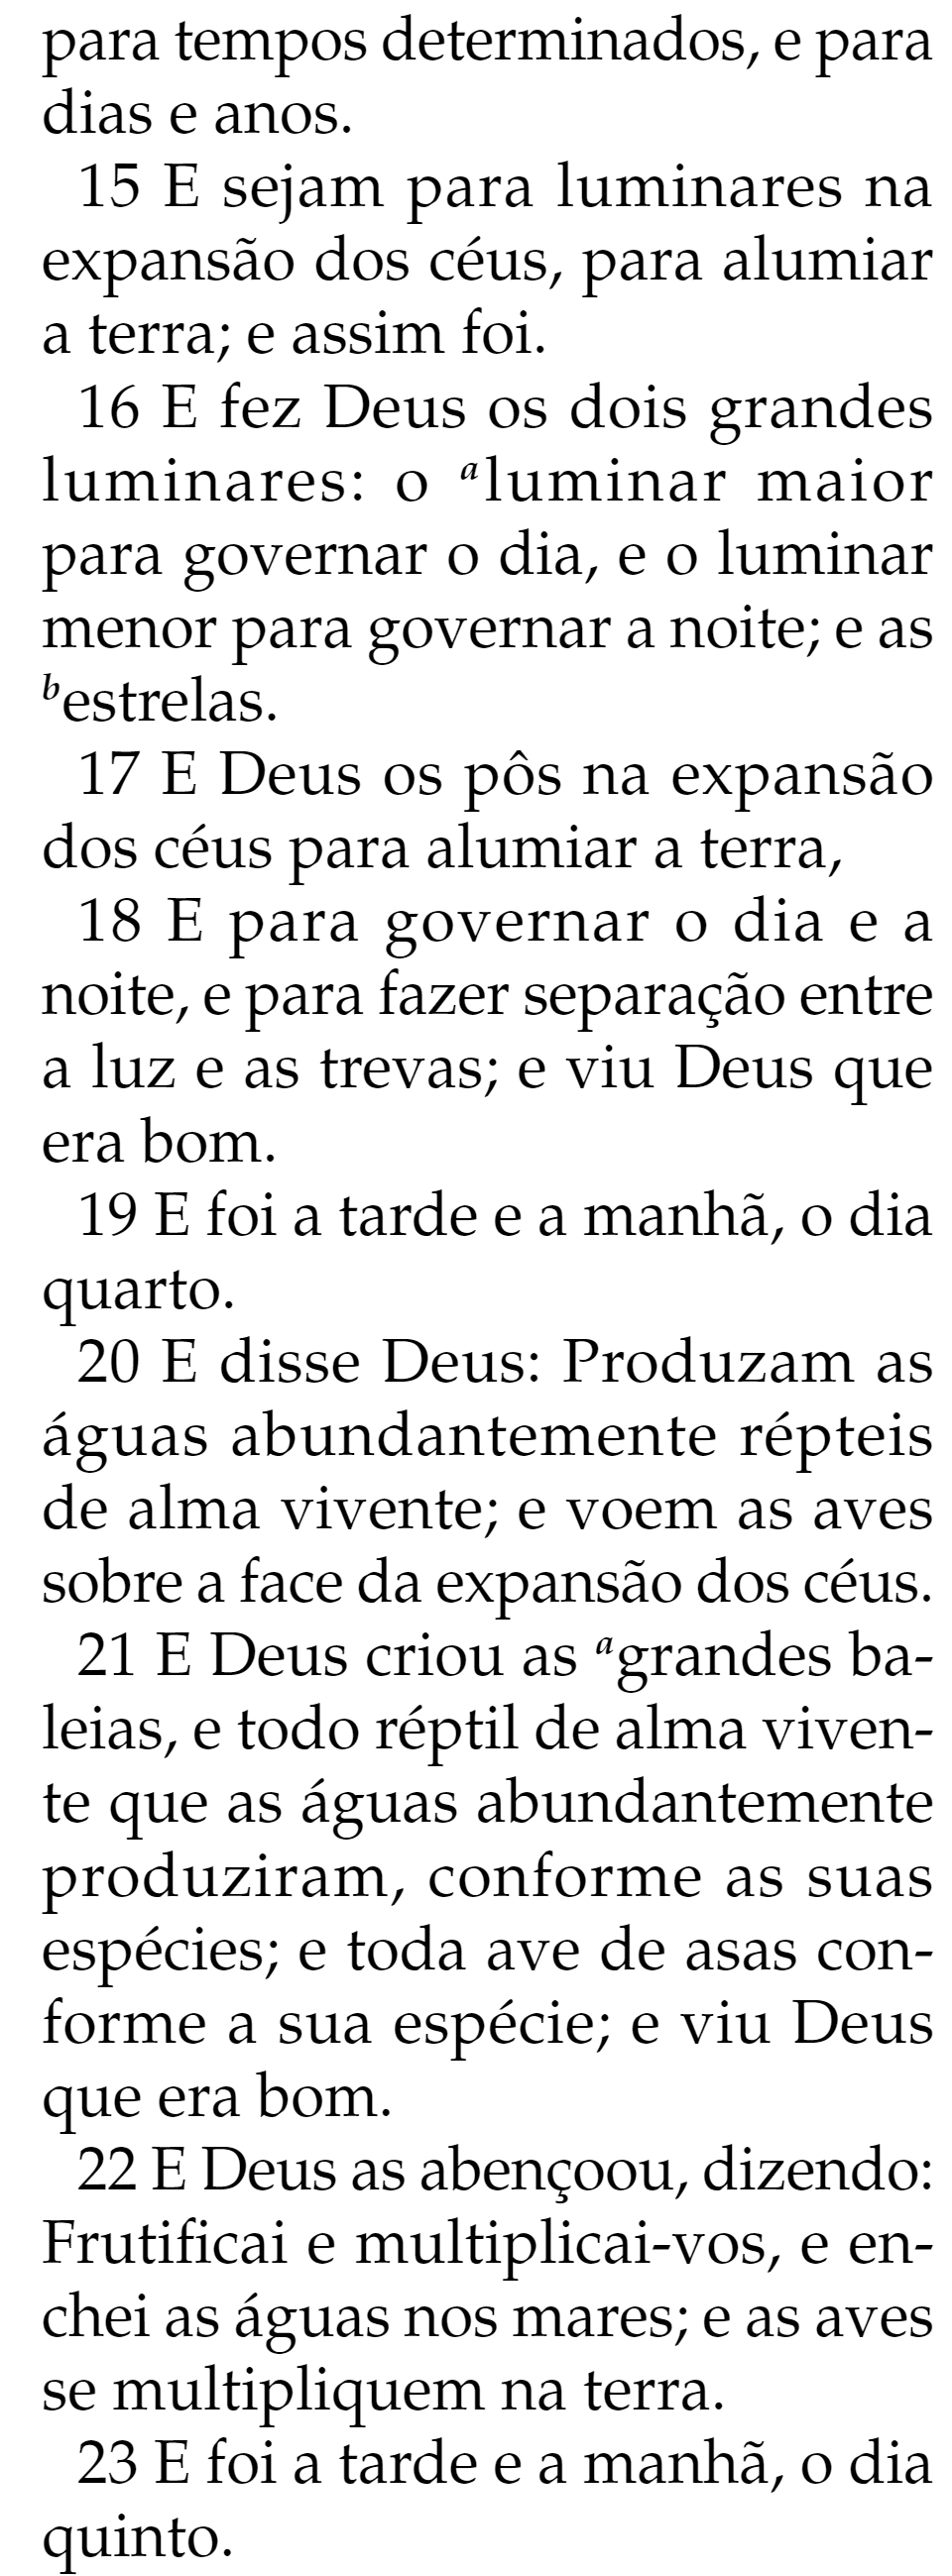 para tempos determinados, e para
dias e anos.
15 E sejam para luminares na
expansão dos céus, para alumiar
a terra; e assim foi.
16 E fez Deus os dois grandes
luminares: o ᵃluminar maior
para governar o dia, e o luminar
menor para governar a noite; e as
ᵇestrelas.
17 E Deus os pôs na expansão
dos céus para alumiar a terra,
18 E para governar o dia e a
noite, e para fazer separação entre
a luz e as trevas; e viu Deus que
era bom.
19 E foi a tarde e a manhã, o dia
quarto.
20 E disse Deus: Produzam as
águas abundantemente répteis
de alma vivente; e voem as aves
sobre a face da expansão dos céus.
21 E Deus criou as ᵃgrandes ba-
leias, e todo réptil de alma viven-
te que as águas abundantemente
produziram, conforme as suas
espécies; e toda ave de asas con-
forme a sua espécie; e viu Deus
que era bom.
22 E Deus as abençoou, dizendo:
Frutificai e multiplicai-vos, e en-
chei as águas nos mares; e as aves
se multipliquem na terra.
23 E foi a tarde e a manhã, o dia
quinto.